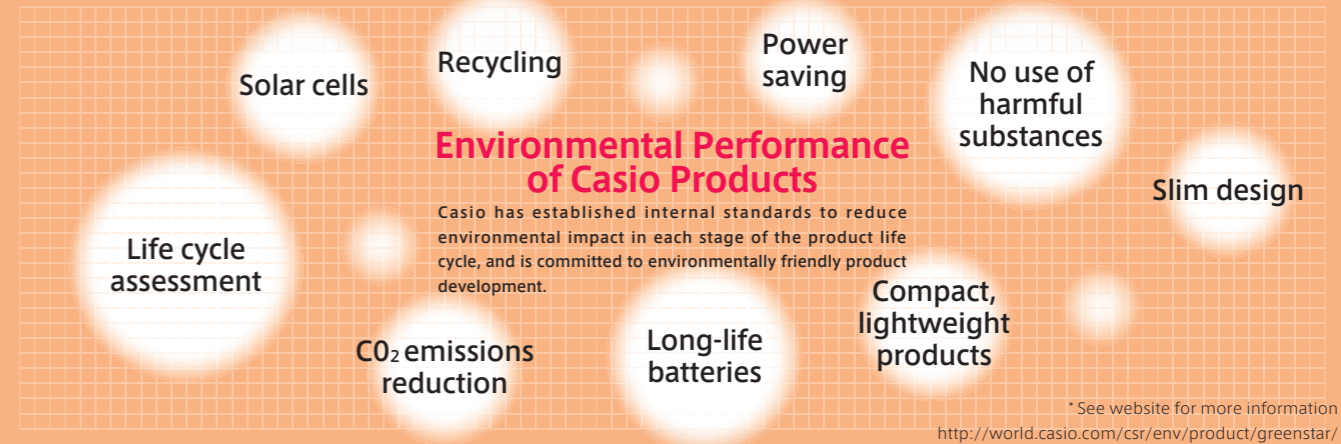 Solar cells
Recycling
Power
saving
No use of
harmful
substances
Slim design
Environmental Performance
of Casio Products
Casio has established internal standards to reduce
environmental impact in each stage of the product life
cycle, and is committed to environmentally friendly product
development.
Life cycle
assessment
C0₂ emissions
reduction
Long-life
batteries
Compact,
lightweight
products
* See website for more information
http://world.casio.com/csr/env/product/greenstar/